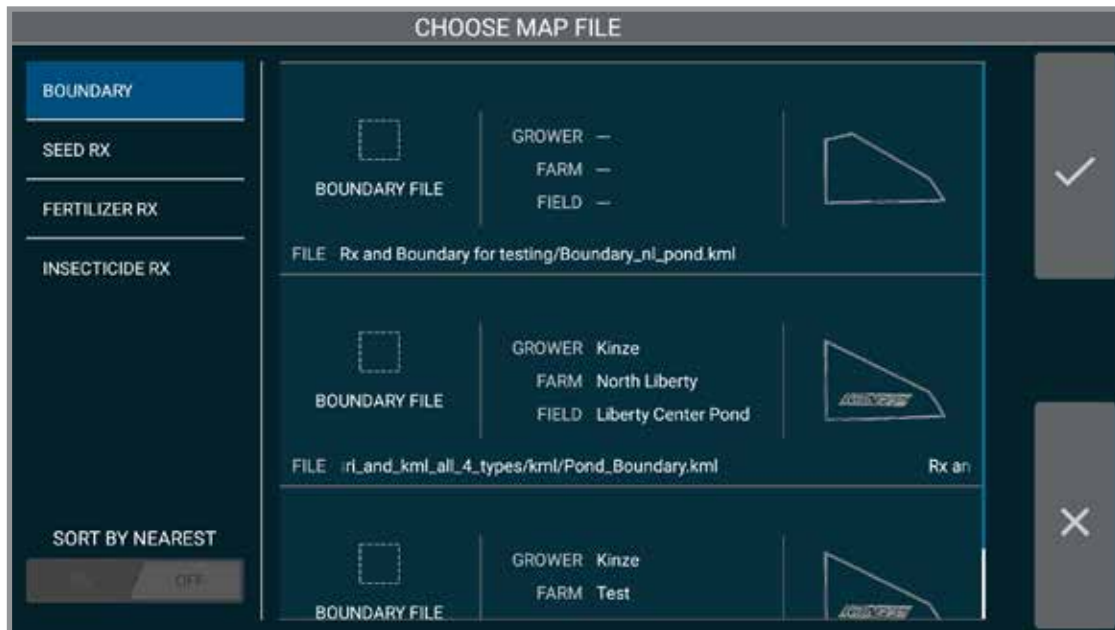 CHOOSE MAP FILE
BOUNDARY
SEED RX
FERTILIZER RX
INSECTICIDE RX
SORT BY NEAREST
OFF
BOUNDARY FILE
GROWER —
FARM —
FIELD —
FILE Rx and Boundary for testing/Boundary_nl_pond.kml
BOUNDARY FILE
GROWER Kinze
FARM North Liberty
FIELD Liberty Center Pond
FILE ri_and_kml_all_4_types/kml/Pond_Boundary.kml Rx an
BOUNDARY FILE
GROWER Kinze
FARM Test